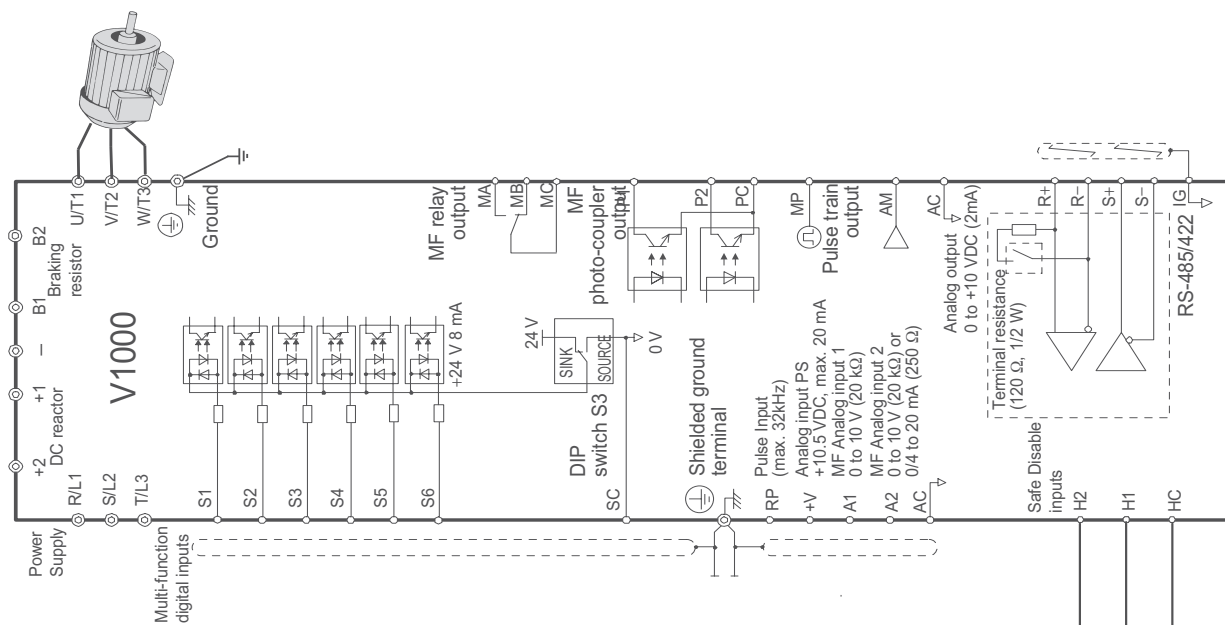 U/T1
V/T2
W/T3
Ground
B2
Braking
resistor
B1
−
+1
DC reactor
+2
V1000
R/L1
S/L2
T/L3
Power
Supply
Multi-function
digital inputs
S1
S2
S3
S4
S5
S6
+24 V 8 mA
24 V
SINK
SOURCE
0 V
DIP
switch S3
SC
Shielded ground
terminal
MF relay
output
MA
MB
MC
MF
photo-coupler
output
P1
P2
PC
MP
Pulse train
output
AM
AC
Analog output
0 to +10 VDC (2mA)
RP
Pulse Input
(max. 32kHz)
+V
Analog input PS
+10.5 VDC, max. 20 mA
A1
MF Analog input 1
0 to 10 V (20 kΩ)
A2
MF Analog input 2
0 to 10 V (20 kΩ) or
0/4 to 20 mA (250 Ω)
AC
R+
R−
S+
S−
IG
RS-485/422
Terminal resistance
(120 Ω, 1/2 W)
Safe Disable
inputs
H2
H1
HC